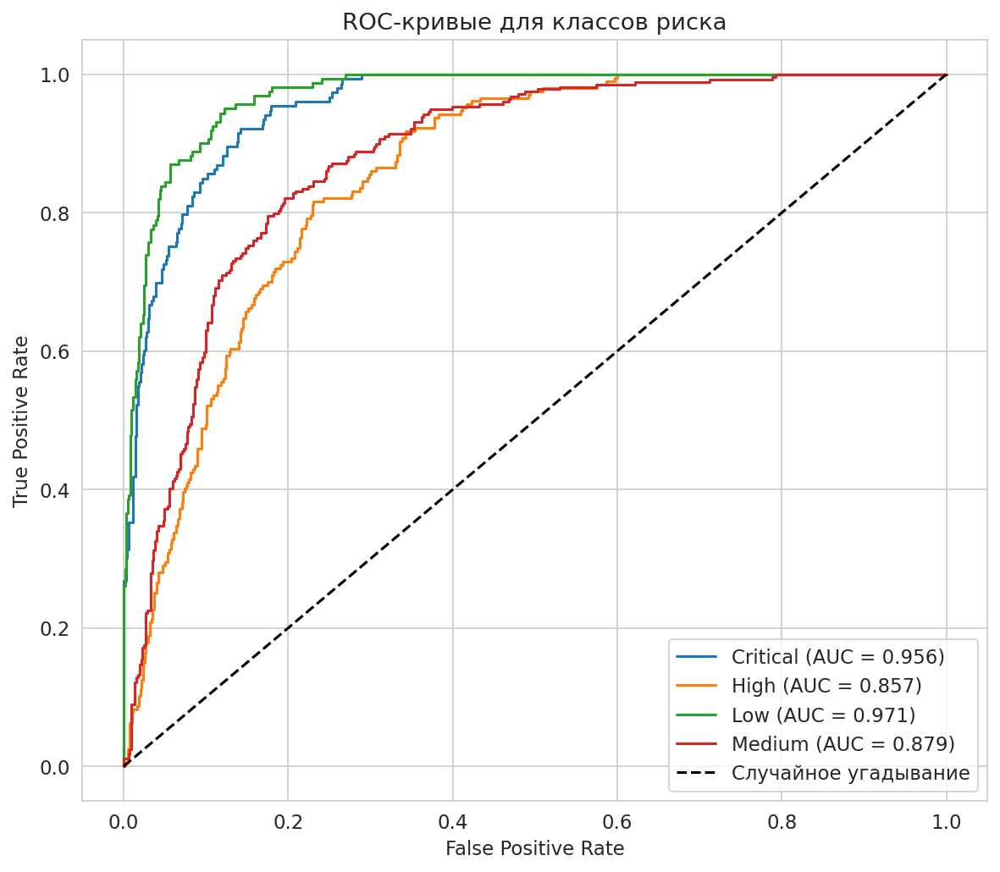 ROC-кривые для классов риска
True Positive Rate
1.0
0.8
0.6
0.4
0.2
0.0
0.0 0.2 0.4 0.6 0.8 1.0
False Positive Rate
Critical (AUC = 0.956)
High (AUC = 0.857)
Low (AUC = 0.971)
Medium (AUC = 0.879)
Случайное угадывание